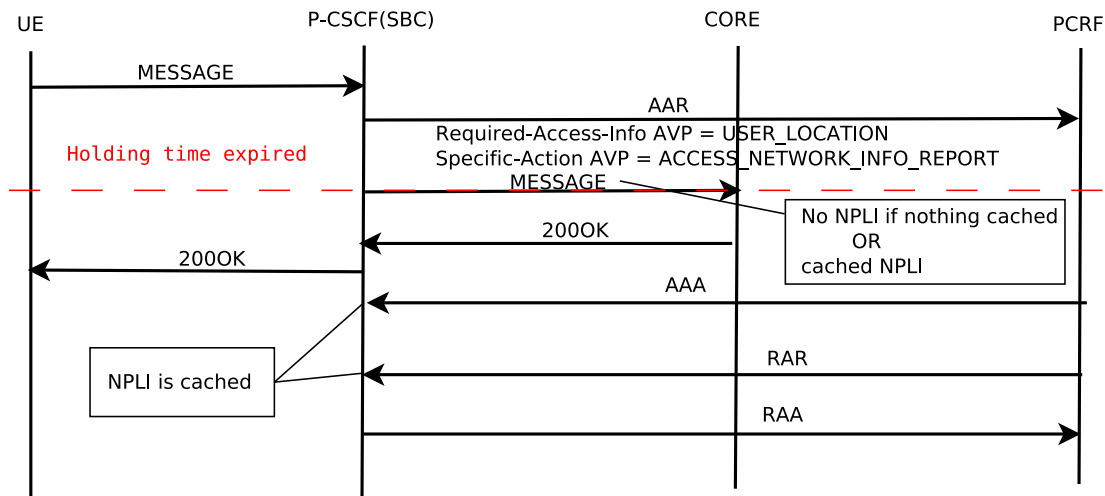 UE
P-CSCF(SBC)
CORE
PCRF
MESSAGE
AAR
Required-Access-Info AVP = USER_LOCATION
Specific-Action AVP = ACCESS_NETWORK_INFO_REPORT
Holding time expired
MESSAGE
No NPLI if nothing cached
OR
cached NPLI
200OK
200OK
AAA
NPLI is cached
RAR
RAA